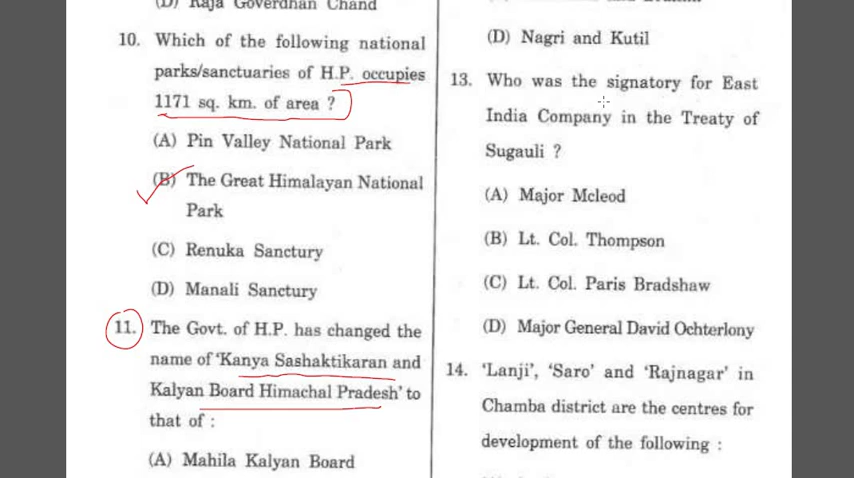 (D) Raja Goverdhan Chand
10. Which of the following national
parks/sanctuaries of H.P. occupies
1171 sq. km. of area ?
(A) Pin Valley National Park
(B) The Great Himalayan National
Park
(C) Renuka Sanctury
(D) Manali Sanctury
11. The Govt. of H.P. has changed the
name of 'Kanya Sashaktikaran and
Kalyan Board Himachal Pradesh' to
that of :
(A) Mahila Kalyan Board
(D) Nagri and Kutil
13. Who was the signatory for East
India Company in the Treaty of
Sugauli ?
(A) Major Mcleod
(B) Lt. Col. Thompson
(C) Lt. Col. Paris Bradshaw
(D) Major General David Ochterlony
14. 'Lanji', 'Saro' and 'Rajnagar' in
Chamba district are the centres for
development of the following :